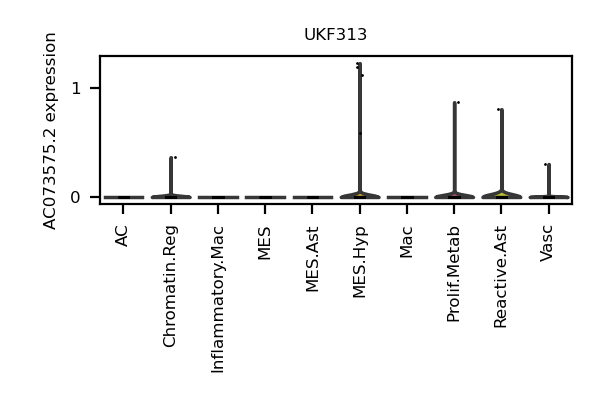 UKF313
AC073575.2 expression
1
0
AC
Chromatin.Reg
Inflammatory.Mac
MES
MES.Ast
MES.Hyp
Mac
Prolif.Metab
Reactive.Ast
Vasc